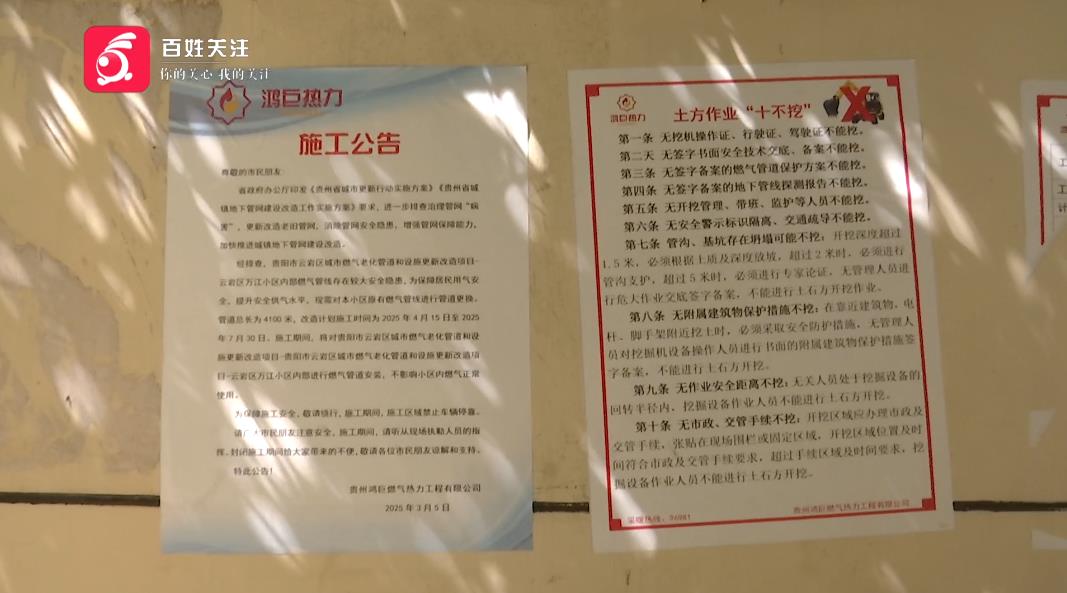 百姓关注
你的关心 我的关注
鸿巨热力
施工公告
尊敬的市民朋友:
省政府办公厅印发《贵州省城市更新行动实施方案》《贵州省城
镇地下管网建设改造工作实施方案》要求，进一步排查治理管网“病
害”，更新改造老旧管网，消除管网安全隐患，增强管网保障能力，
加快推进城镇地下管网建设改造。
经排查，贵阳市云岩区城市燃气老化管道和设施更新改造项目-
云岩区万江小区内部燃气管线存在较大安全隐患，为保障居民用气安
全，提升安全供气水平，现需对本小区原有燃气管线进行管道更换，
管道总长为4100米，改造计划施工时间为2025年4月15日至2025
年7月30日。施工期间，将对贵阳市云岩区城市燃气老化管道和设
施更新改造项目-贵阳市云岩区城市燃气老化管道和设施更新改造项
目-云岩区万江小区内部进行燃气管道安装，不影响小区内燃气正常
使用。
为保障施工安全，敬请绕行，施工期间，施工区域禁止车辆停靠。
请广大市民朋友注意安全，施工期间，请听从现场执勤人员的指
挥，封闭施工期间给大家带来的不便，敬请各位市民朋友谅解和支持。
特此公告！
贵州鸿巨燃气热力工程有限公司
2025年3月5日
鸿巨热力
土方作业“十不挖”
第一条 无挖机操作证、行驶证、驾驶证不能挖。
第二天 无签字书面安全技术交底、备案不能挖。
第三条 无签字备案的燃气管道保护方案不能挖。
第四条 无签字备案的地下管线探测报告不能挖。
第五条 无开挖管理、带班、监护等人员不能挖。
第六条 无安全警示标识隔离、交通疏导不能挖。
第七条 管沟、基坑存在坍塌可能不挖：开挖深度超过
1.5米，必须根据土质及深度放坡，超过2米时，必须进行
管沟支护，超过5米时，必须进行专家论证，无管理人员进
行危大作业交底签字备案，不能进行土石方开挖作业。
第八条 无附属建筑物保护措施不挖：在靠近建筑物、电
杆、脚手架附近挖土时，必须采取安全防护措施，无管理人
员对挖掘机设备操作人员进行书面的附属建筑物保护措施签
字备案，不能进行土石方开挖。
第九条 无作业安全距离不挖：无关人员处于挖掘设备的
回转半径内，挖掘设备作业人员不能进行土石方开挖。
第十条 无市政、交管手续不挖：开挖区域应办理市政及
交管手续，张贴在现场围栏或固定区域，开挖区域位置及时
间符合市政及交管手续要求，超过手续区域及时间要求，挖
掘设备作业人员不能进行土石方开挖。
采暖热线：96981
贵州鸿巨燃气热力工程有限公司